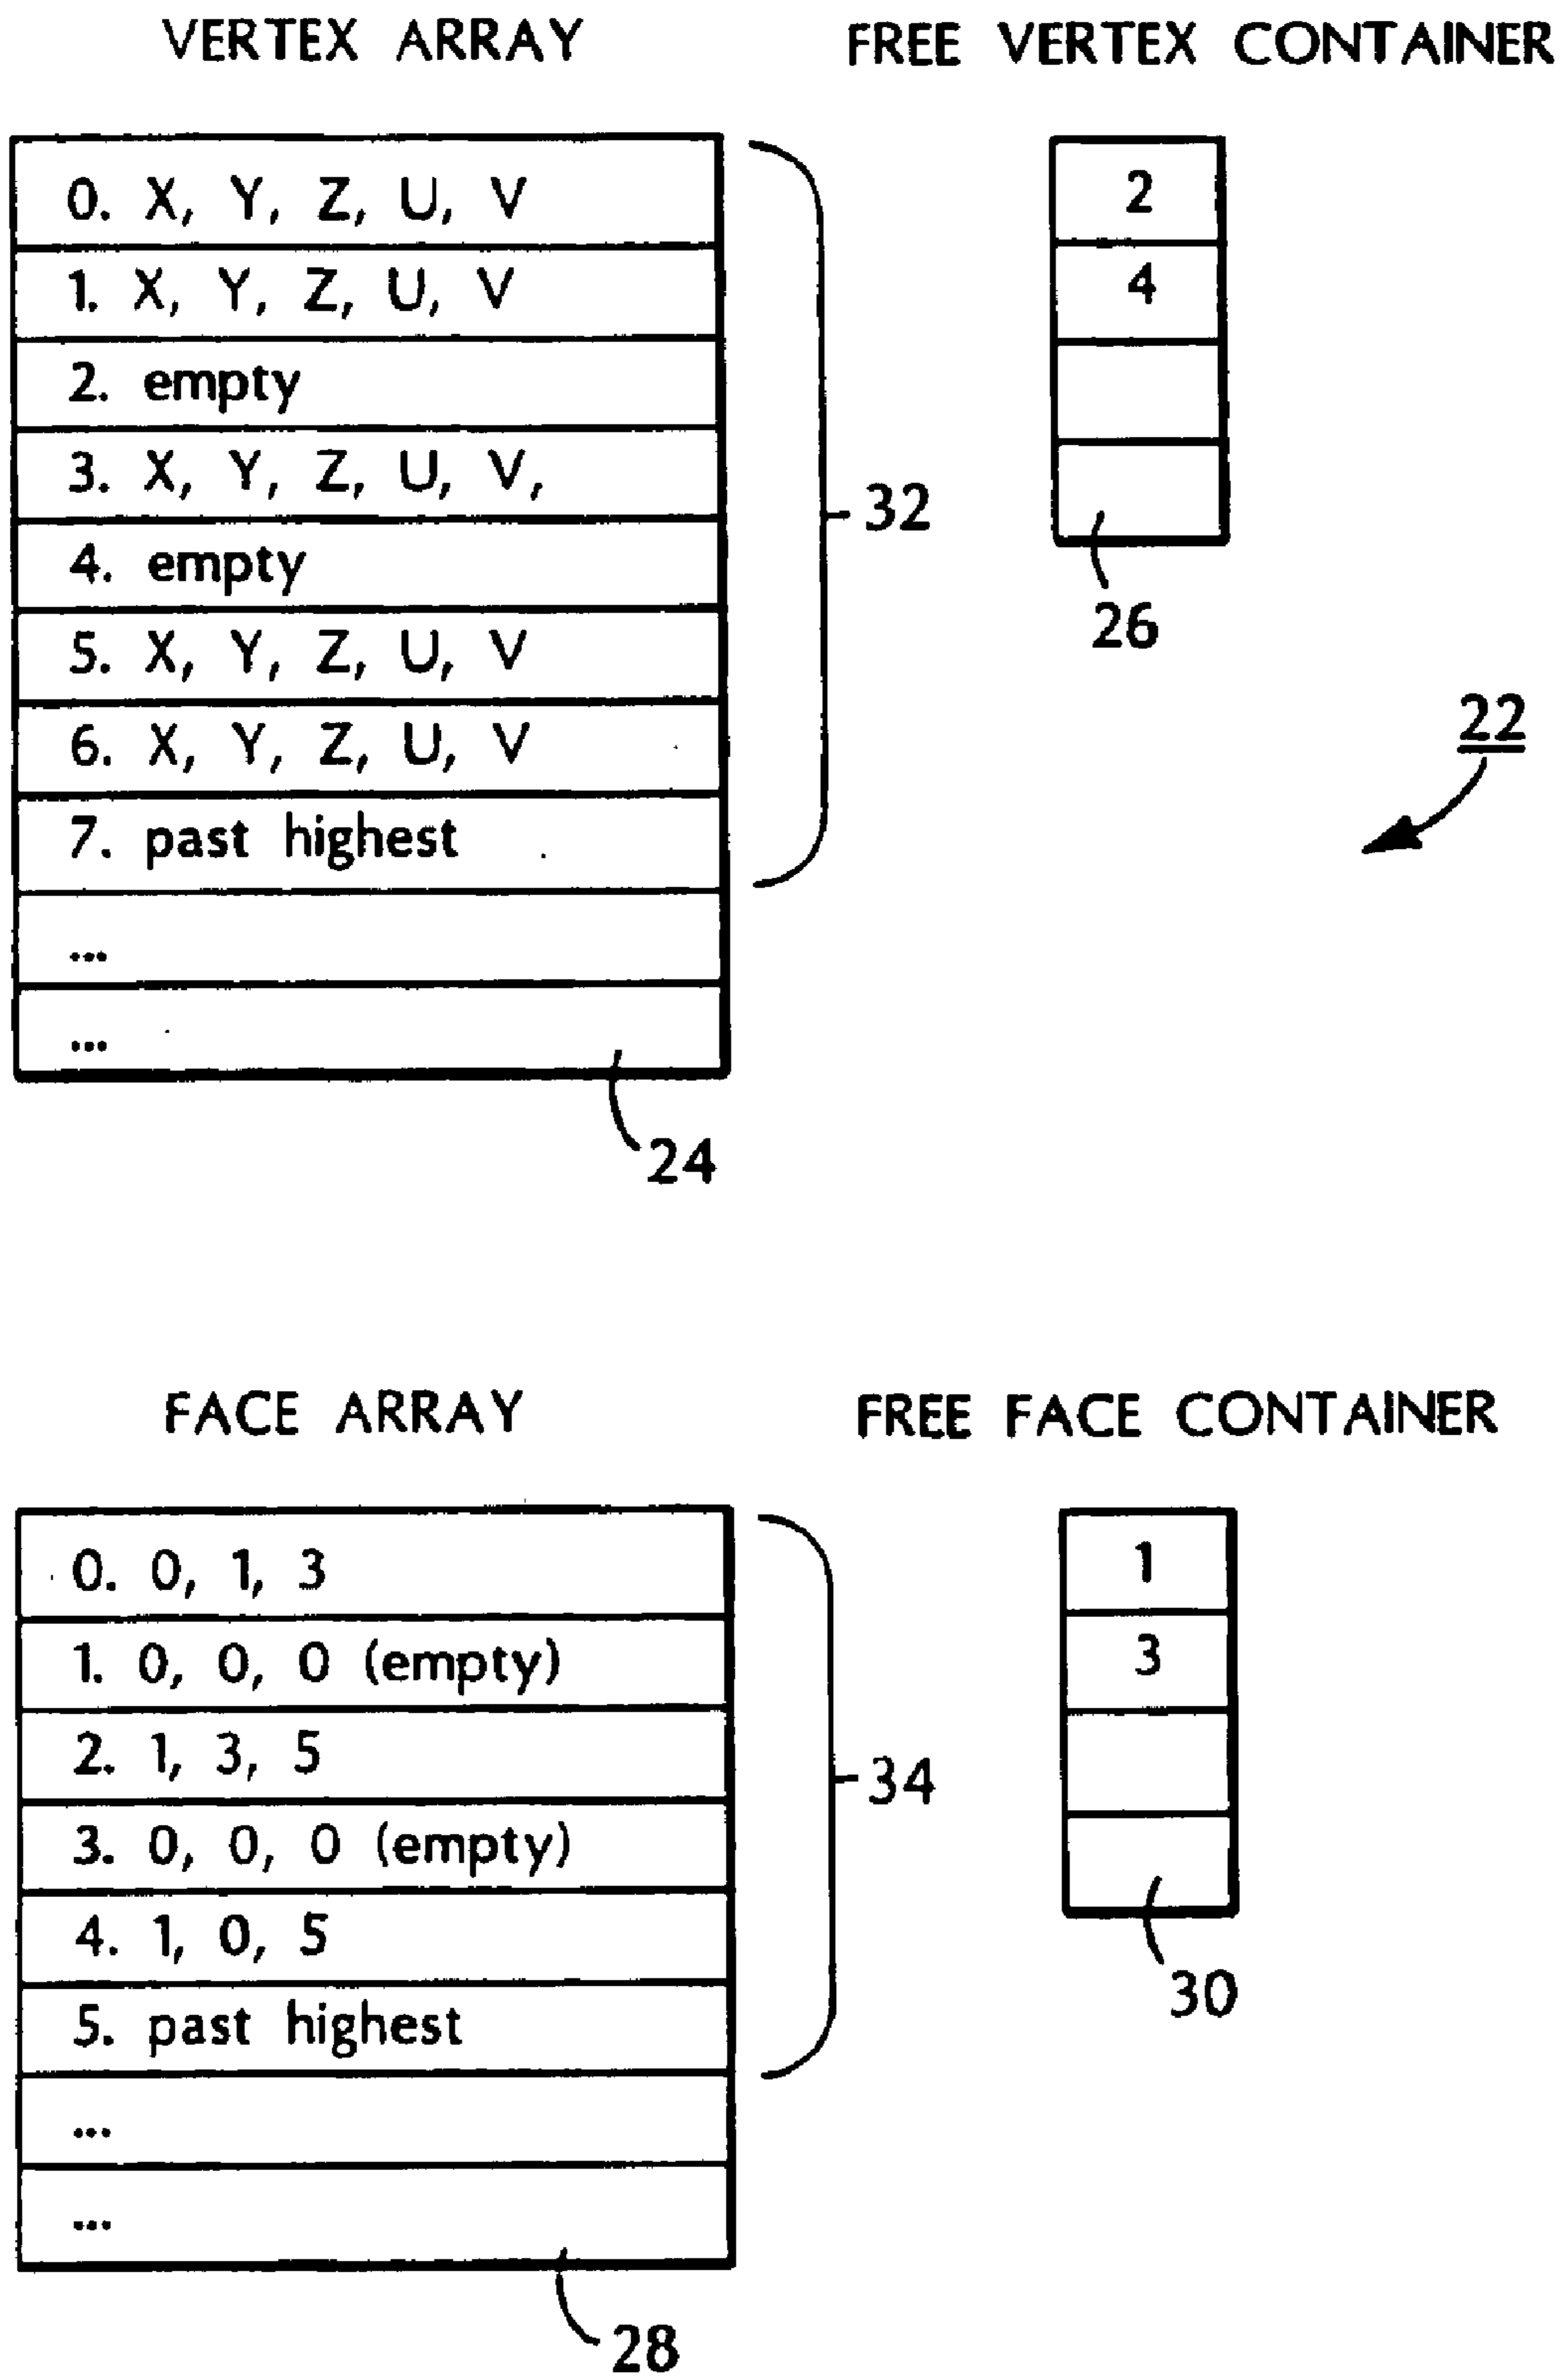 VERTEX ARRAY
FREE VERTEX CONTAINER
0. X, Y, Z, U, V
1. X, Y, Z, U, V
2. empty
3. X, Y, Z, U, V,
4. empty
5. X, Y, Z, U, V
6. X, Y, Z, U, V
7. past highest
...
...
32
24
2
4
26
22
FACE ARRAY
FREE FACE CONTAINER
0. 0, 1, 3
1. 0, 0, 0 (empty)
2. 1, 3, 5
3. 0, 0, 0 (empty)
4. 1, 0, 5
5. past highest
...
...
34
28
1
3
30